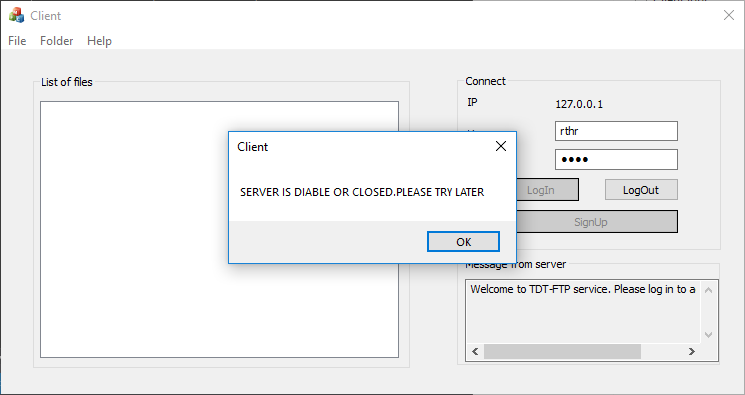 Client
File Folder Help
List of files
Connect
IP 127.0.0.1
rthr
Client
SERVER IS DIABLE OR CLOSED.PLEASE TRY LATER
OK
LogIn LogOut
SignUp
Message from server
Welcome to TDT-FTP service. Please log in to a